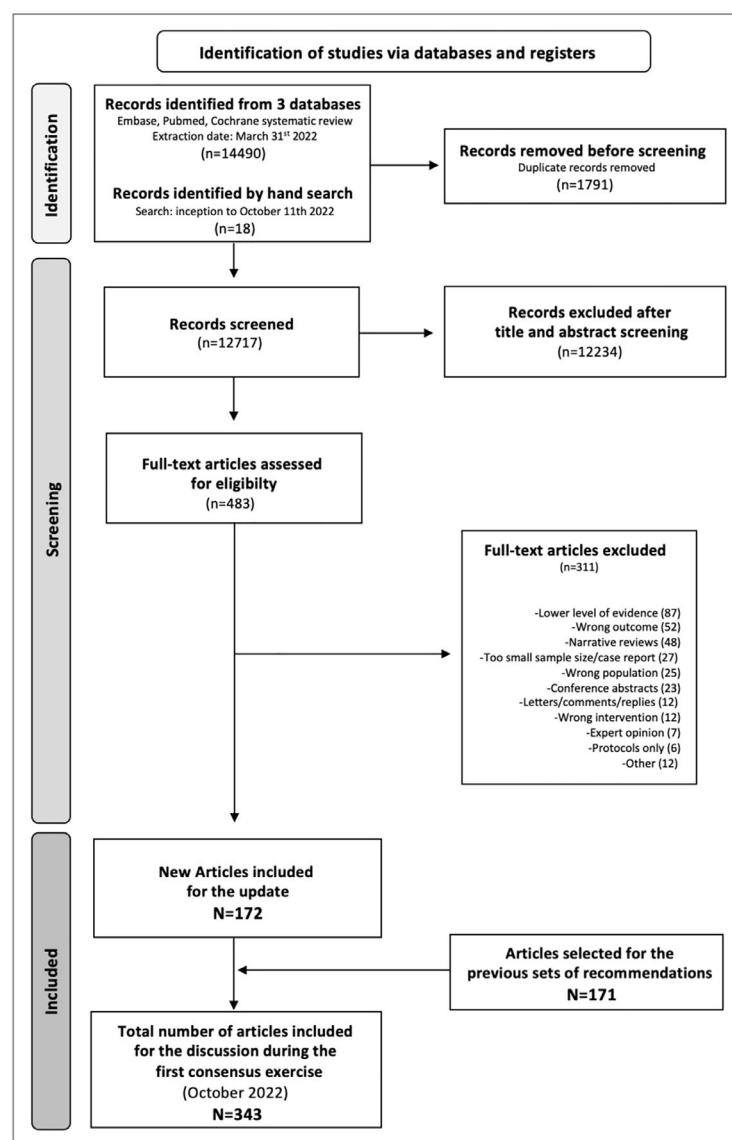 Identification of studies via databases and registers
Identification
Records identified from 3 databases
Embase, Pubmed, Cochrane systematic review
Extraction date: March 31st 2022
(n=14490)
Records identified by hand search
Search: inception to October 11th 2022
(n=18)
Records removed before screening
Duplicate records removed
(n=1791)
Screening
Records screened
(n=12717)
Records excluded after
title and abstract screening
(n=12234)
Full-text articles assessed
for eligibilty
(n=483)
Full-text articles excluded
(n=311)
-Lower level of evidence (87)
-Wrong outcome (52)
-Narrative reviews (48)
-Too small sample size/case report (27)
-Wrong population (25)
-Conference abstracts (23)
-Letters/comments/replies (12)
-Wrong intervention (12)
-Expert opinion (7)
-Protocols only (6)
-Other (12)
Included
New Articles included
for the update
N=172
Articles selected for the
previous sets of recommendations
N=171
Total number of articles included
for the discussion during the
first consensus exercise
(October 2022)
N=343